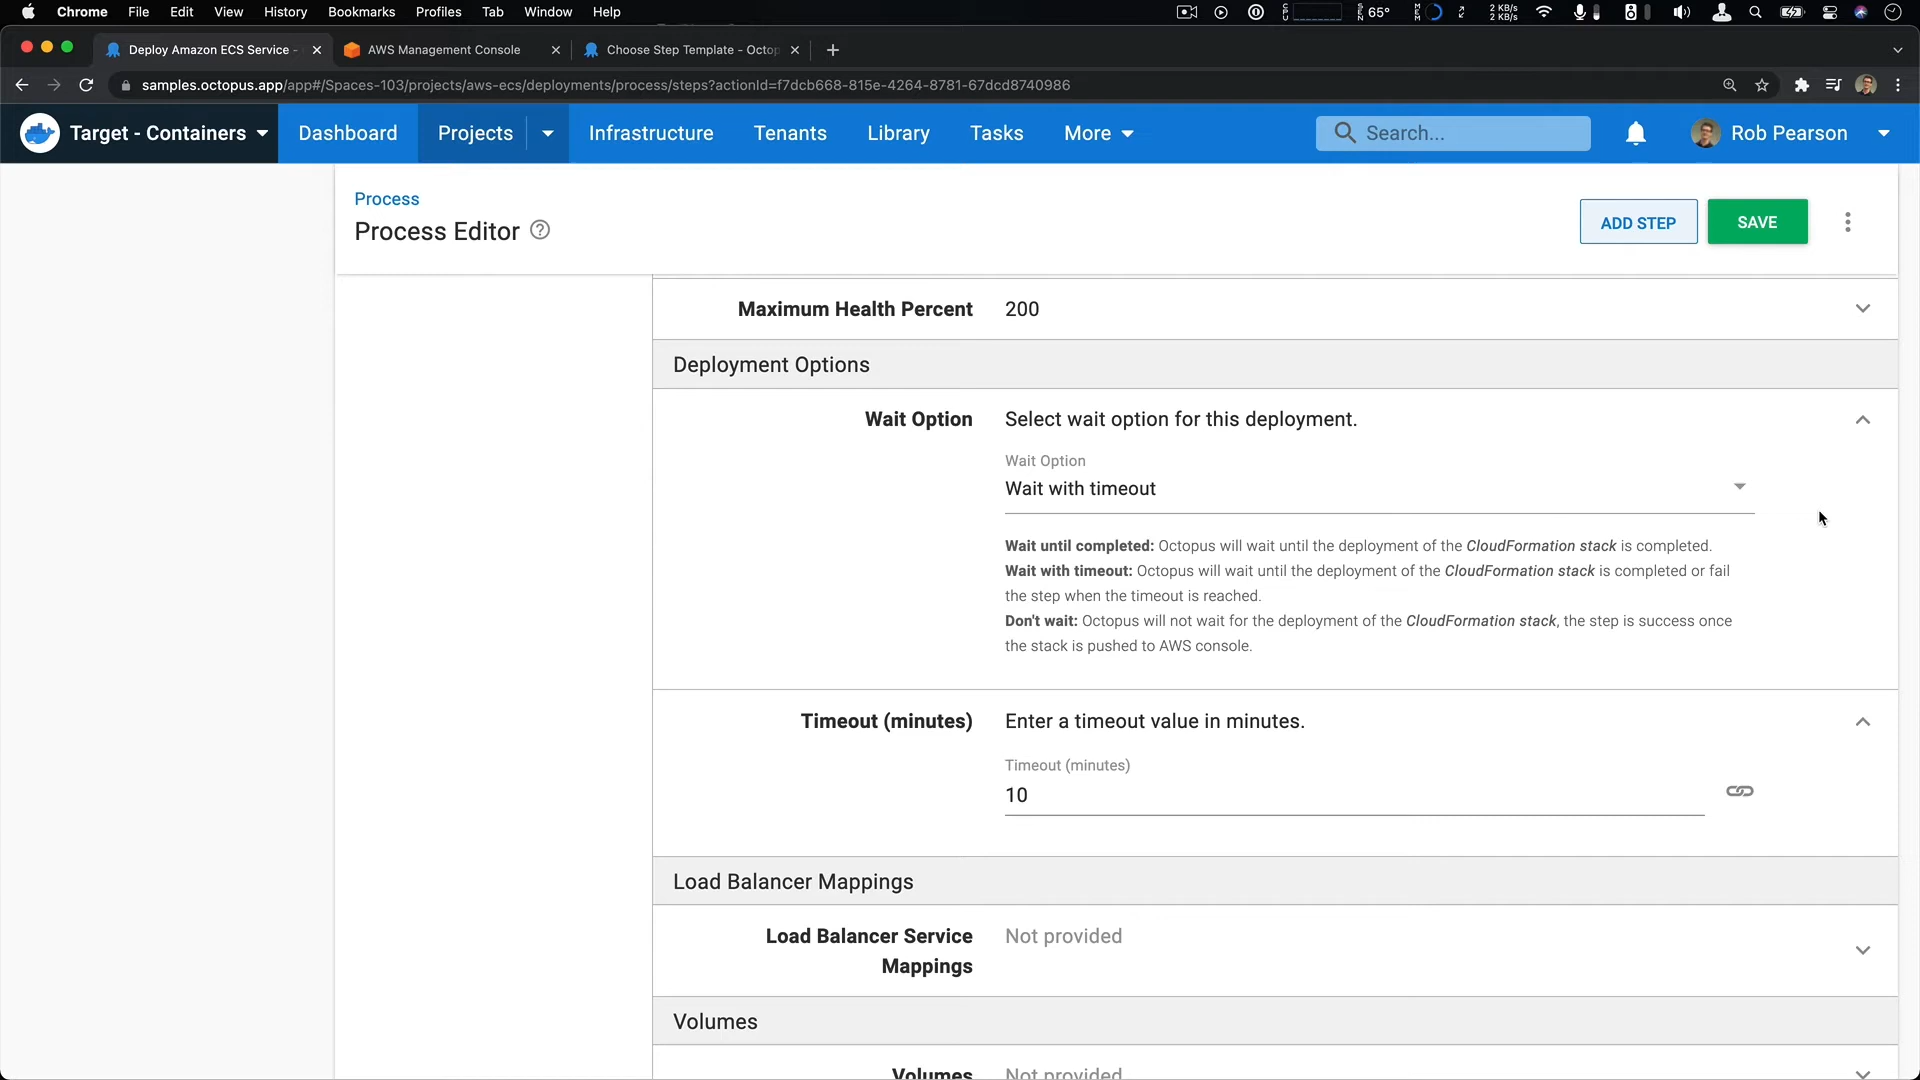 Chrome File Edit View History Bookmarks Profiles Tab Window Help
65° 2 KB/s
2 KB/s
Deploy Amazon ECS Service - AWS Management Console Choose Step Template - Octop
samples.octopus.app/app#/Spaces-103/projects/aws-ecs/deployments/process/steps?actionId=f7dcb668-815e-4264-8781-67dcd8740986
Target - Containers Dashboard Projects Infrastructure Tenants Library Tasks More Search... Rob Pearson
Process
Process Editor
ADD STEP SAVE
Maximum Health Percent 200
Deployment Options
Wait Option Select wait option for this deployment.
Wait Option
Wait with timeout
Wait until completed: Octopus will wait until the deployment of the CloudFormation stack is completed.
Wait with timeout: Octopus will wait until the deployment of the CloudFormation stack is completed or fail
the step when the timeout is reached.
Don't wait: Octopus will not wait for the deployment of the CloudFormation stack, the step is success once
the stack is pushed to AWS console.
Timeout (minutes) Enter a timeout value in minutes.
Timeout (minutes)
10
Load Balancer Mappings
Load Balancer Service Not provided
Mappings
Volumes
Volumes Not provided